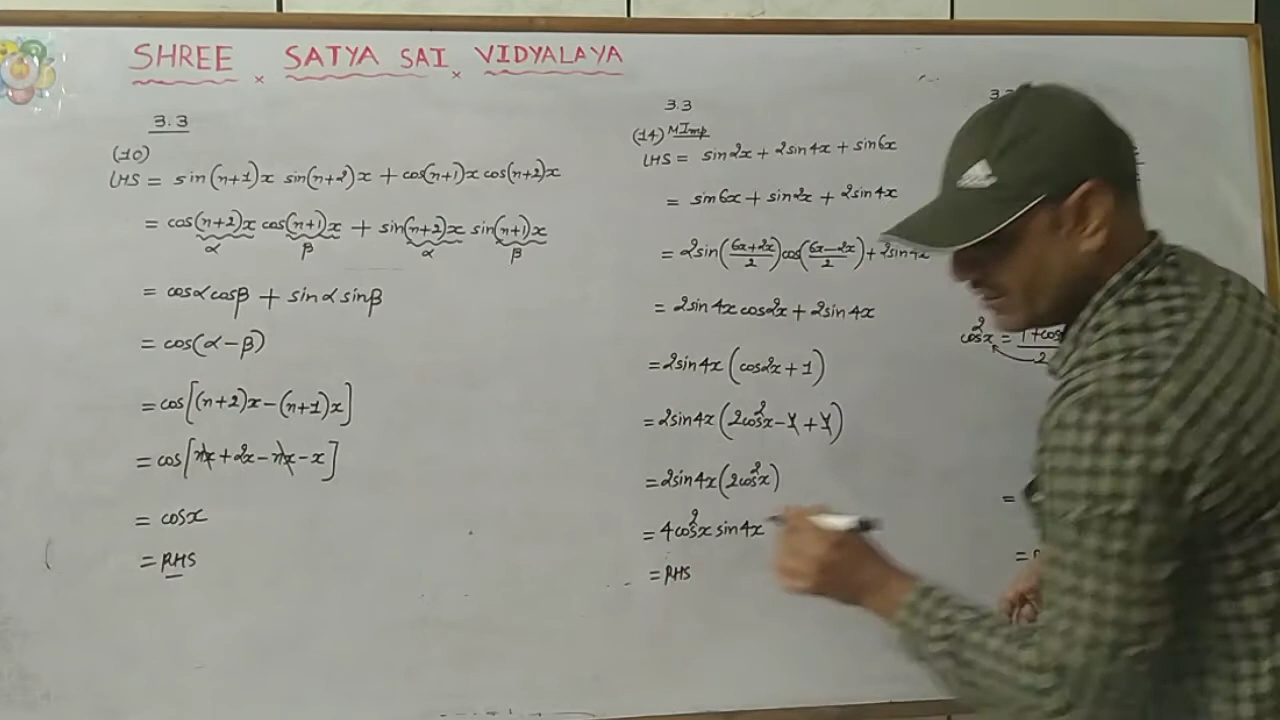 SHREE × SATYA SAI × VIDYALAYA
3.3
(10)
LHS = sin(n+1)x sin(n+2)x + cos(n+1)x cos(n+2)x
= cos(n+2)x cos(n+1)x + sin(n+2)x sin(n+1)x
α β α β
= cosα cosβ + sinα sinβ
= cos(α-β)
= cos[(n+2)x-(n+1)x]
= cos[nx+2x-nx-x]
= cosx
= RHS
3.3
(14) MImp
LHS = sin2x + 2sin4x + sin6x
= sin6x + sin2x + 2sin4x
= 2sin((6x+2x)/2)cos((6x-2x)/2) + 2sin4x
= 2sin4x cos2x + 2sin4x
= 2sin4x(cos2x+1)
= 2sin4x(2cos²x-1+1)
= 2sin4x(2cos²x)
= 4cos²x sin4x
= RHS
cos²x =
2
=
=